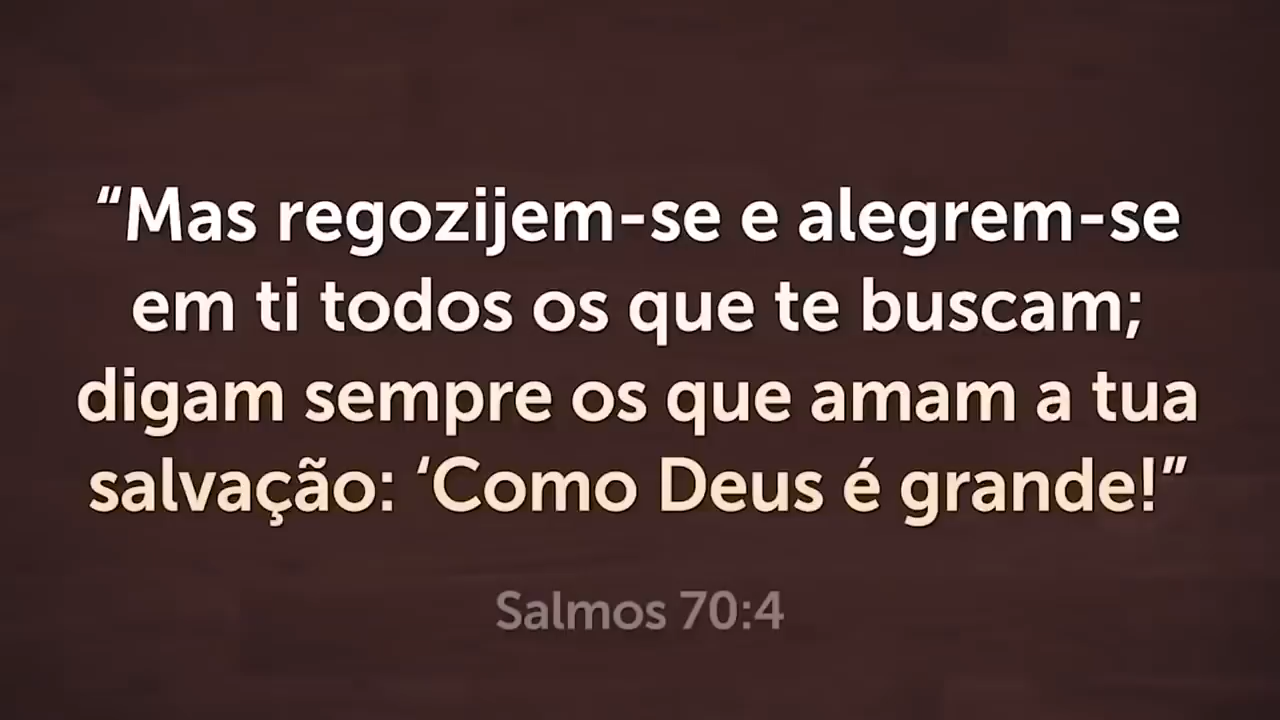 “Mas regozijem-se e alegrem-se
em ti todos os que te buscam;
digam sempre os que amam a tua
salvação: ‘Como Deus é grande!”
Salmos 70:4